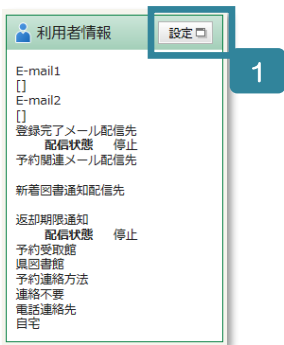 利用者情報
設定
1
E-mail1
[]
E-mail2
[]
登録完了メール配信先
配信状態 停止
予約関連メール配信先
新着図書通知配信先
返却期限通知
配信状態 停止
予約受取館
県図書館
予約連絡方法
連絡不要
電話連絡先
自宅